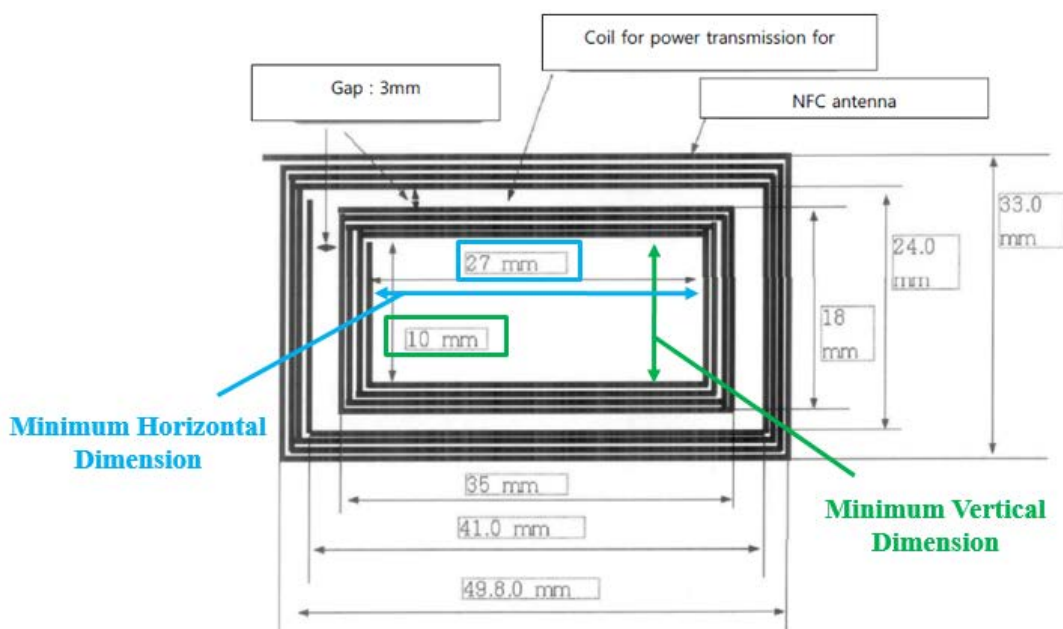 Coil for power transmission for
Gap : 3mm
NFC antenna
33.0
mm
24.0
mm
27 mm
18
mm
10 mm
Minimum Horizontal
Dimension
35 mm
Minimum Vertical
Dimension
41.0 mm
49.8.0 mm